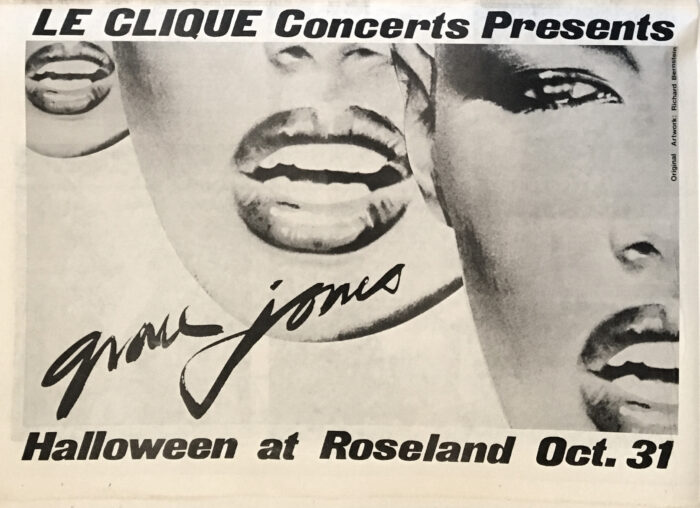 LE CLIQUE Concerts Presents
Original Artwork: Richard Bernstein
grace jones
Halloween at Roseland Oct. 31